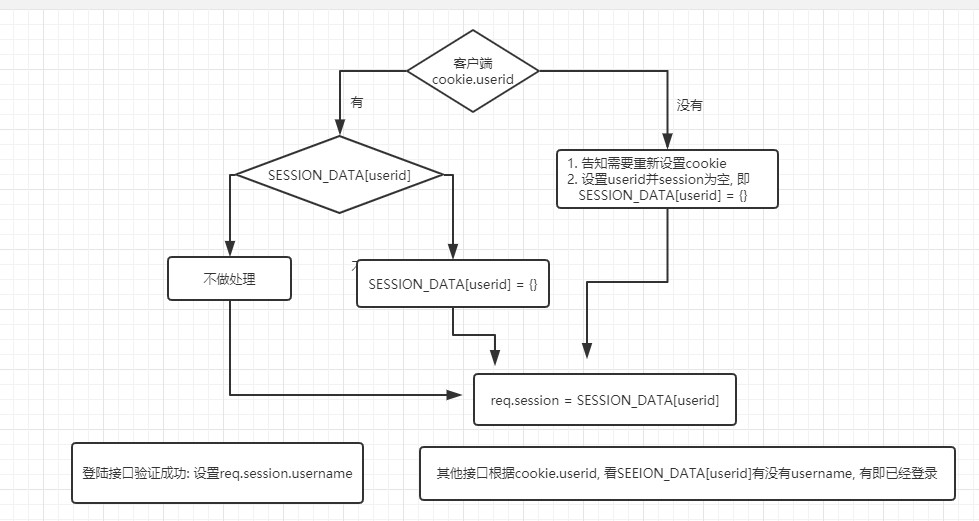 客户端
cookie.userid
有
没有
SESSION_DATA[userid]
1. 告知需要重新设置cookie
2. 设置userid并session为空, 即
SESSION_DATA[userid] = {}
不做处理
SESSION_DATA[userid] = {}
req.session = SESSION_DATA[userid]
登陆接口验证成功: 设置req.session.username
其他接口根据cookie.userid, 看SEEION_DATA[userid]有没有username, 有即已经登录